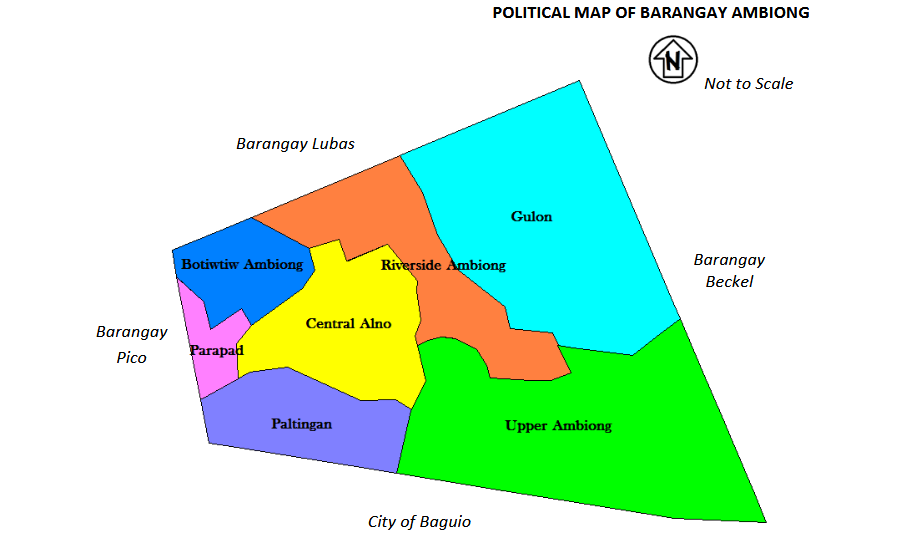 POLITICAL MAP OF BARANGAY AMBIONG
N
Not to Scale
Barangay Lubas
Gulon
Botiwtiw Ambiong
Riverside Ambiong
Barangay
Beckel
Central Alno
Barangay
Pico
Parapad
Paltingan
Upper Ambiong
City of Baguio